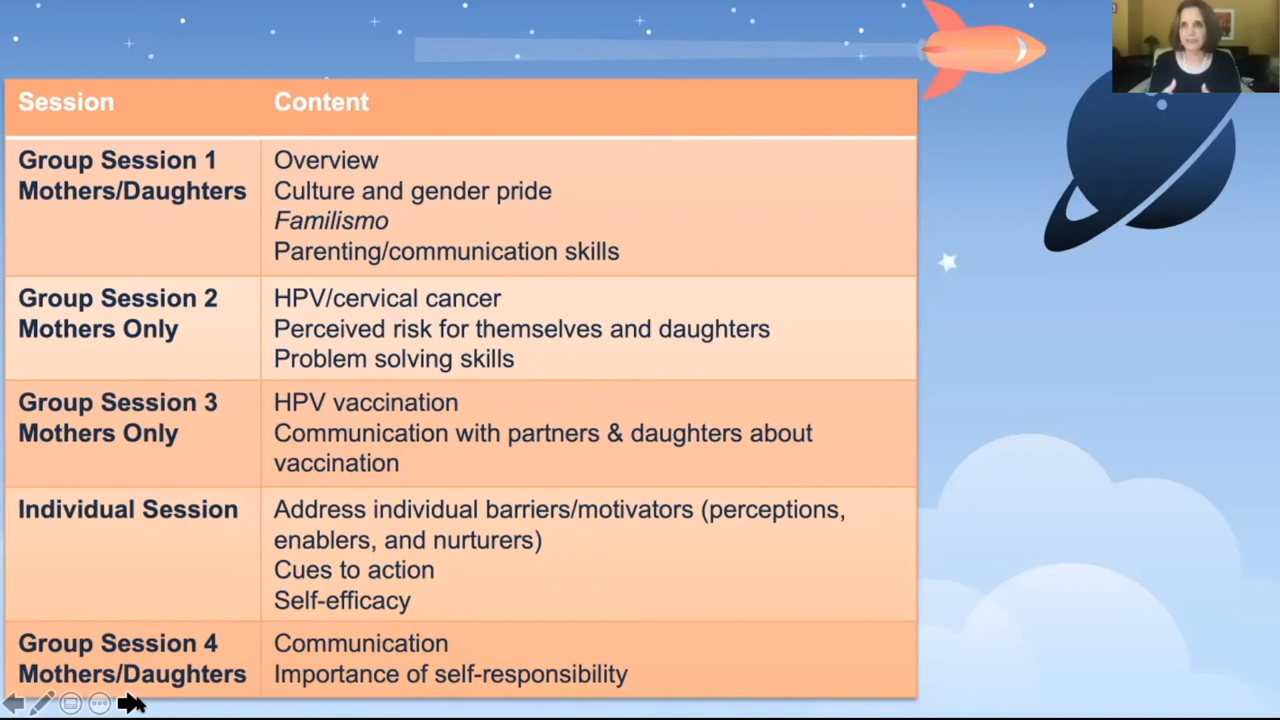 Session
Content
Group Session 1
Mothers/Daughters
Overview
Culture and gender pride
Familismo
Parenting/communication skills
Group Session 2
Mothers Only
HPV/cervical cancer
Perceived risk for themselves and daughters
Problem solving skills
Group Session 3
Mothers Only
HPV vaccination
Communication with partners & daughters about
vaccination
Individual Session
Address individual barriers/motivators (perceptions,
enablers, and nurturers)
Cues to action
Self-efficacy
Group Session 4
Mothers/Daughters
Communication
Importance of self-responsibility